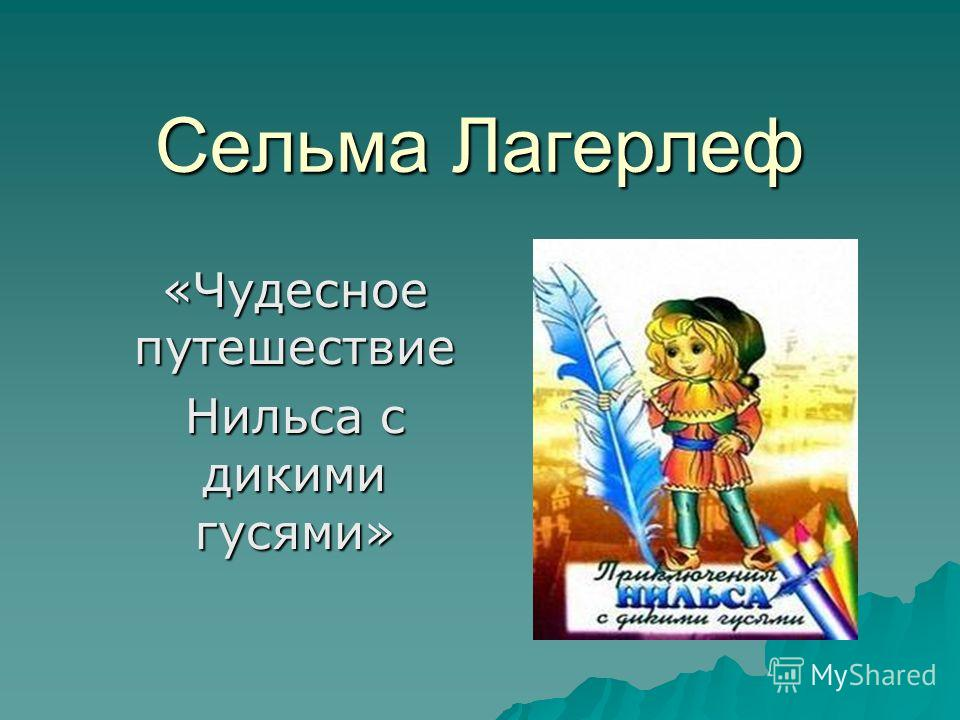 Сельма Лагерлеф
«Чудесное
путешествие
Нильса с
дикими
гусями»
Приключения
НИЛЬСА
с дикими гусями
MyShared